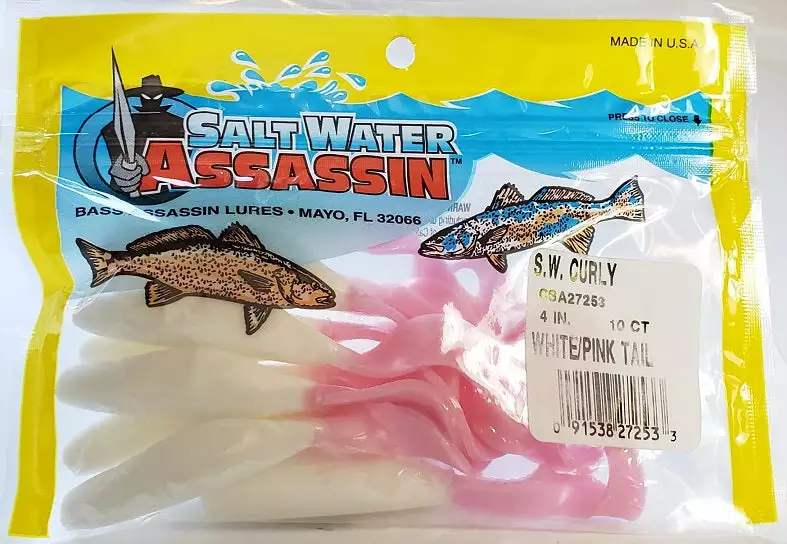 MADE IN U.S.A.
PRESS TO CLOSE
SALT WATER
ASSASSIN™
BASS ASSASSIN LURES • MAYO, FL 32066
S.W. CURLY
CSA27253
4 IN. 10 CT
WHITE/PINK TAIL
0 91538 27253 3